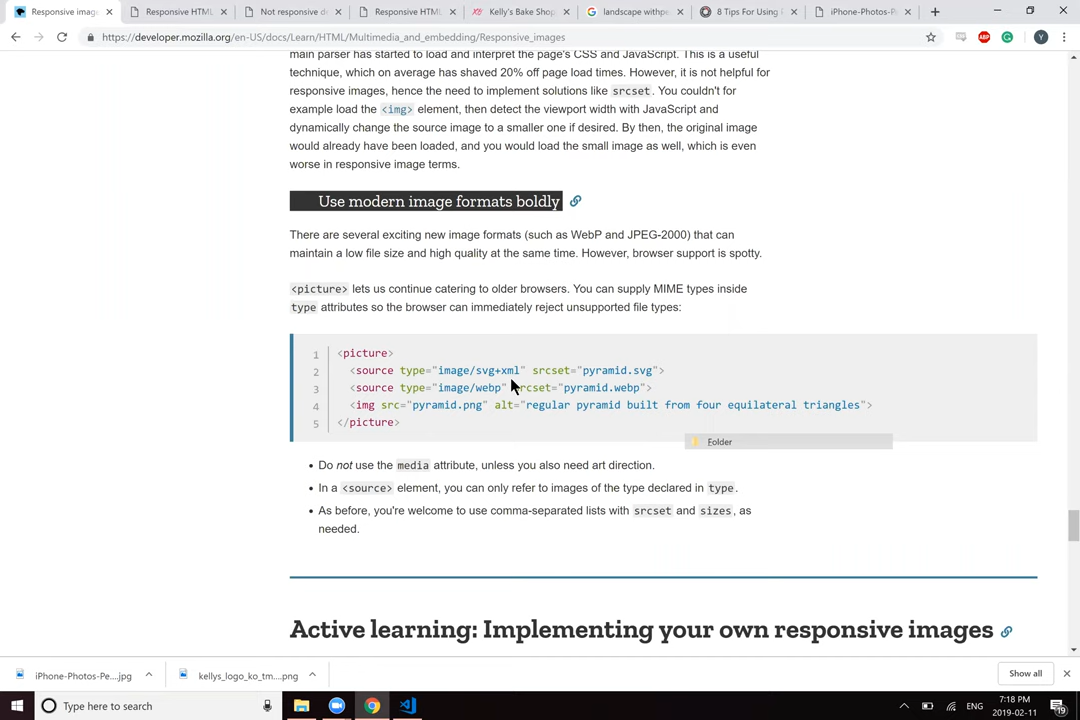 Responsive imag
Responsive HTML
Not responsive de
Responsive HTML
Kelly's Bake Shop
landscape withpe
8 Tips For Using i
iPhone-Photos-P
https://developer.mozilla.org/en-US/docs/Learn/HTML/Multimedia_and_embedding/Responsive_images
ABP
Y
main parser has started to load and interpret the page's CSS and JavaScript. This is a useful
technique, which on average has shaved 20% off page load times. However, it is not helpful for
responsive images, hence the need to implement solutions like srcset. You couldn't for
example load the <img> element, then detect the viewport width with JavaScript and
dynamically change the source image to a smaller one if desired. By then, the original image
would already have been loaded, and you would load the small image as well, which is even
worse in responsive image terms.
Use modern image formats boldly
There are several exciting new image formats (such as WebP and JPEG-2000) that can
maintain a low file size and high quality at the same time. However, browser support is spotty.
<picture> lets us continue catering to older browsers. You can supply MIME types inside
type attributes so the browser can immediately reject unsupported file types:
1 <picture>
2 <source type="image/svg+xml" srcset="pyramid.svg">
3 <source type="image/webp" srcset="pyramid.webp">
4 <img src="pyramid.png" alt="regular pyramid built from four equilateral triangles">
5 </picture>
Folder
• Do not use the media attribute, unless you also need art direction.
• In a <source> element, you can only refer to images of the type declared in type.
• As before, you're welcome to use comma-separated lists with srcset and sizes, as
needed.
Active learning: Implementing your own responsive images
iPhone-Photos-Pe....jpg
kellys_logo_ko_tm....png
Show all
Type here to search
ENG
7:18 PM
2019-02-11
19